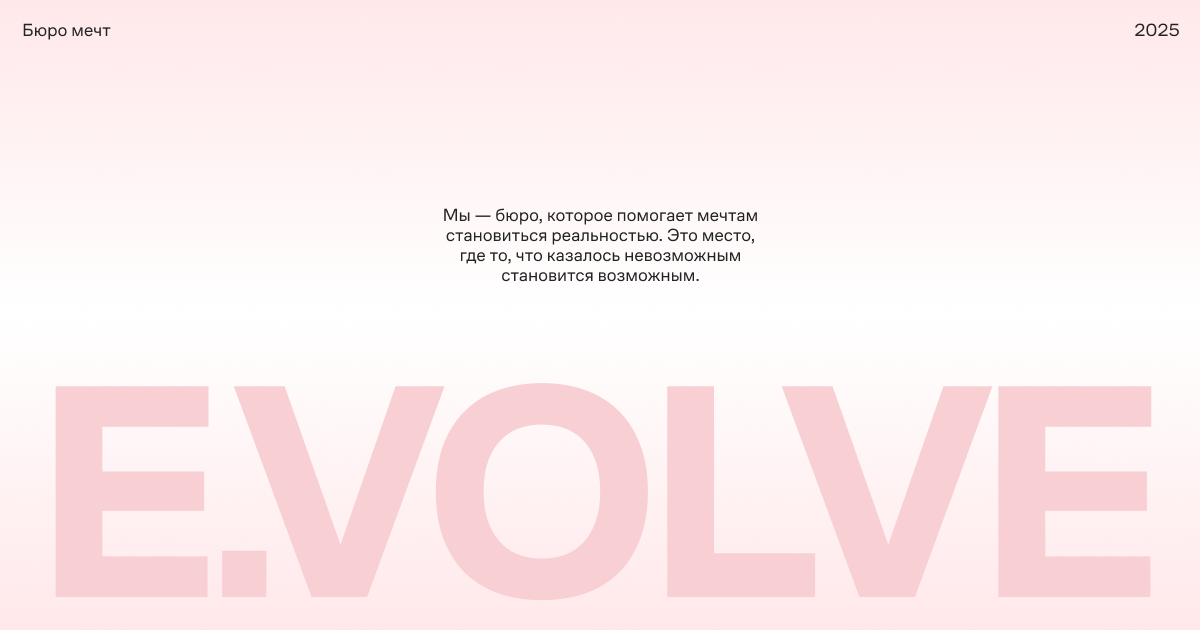 Бюро мечт
2025
Мы — бюро, которое помогает мечтам
становиться реальностью. Это место,
где то, что казалось невозможным
становится возможным.
E.VOLVE